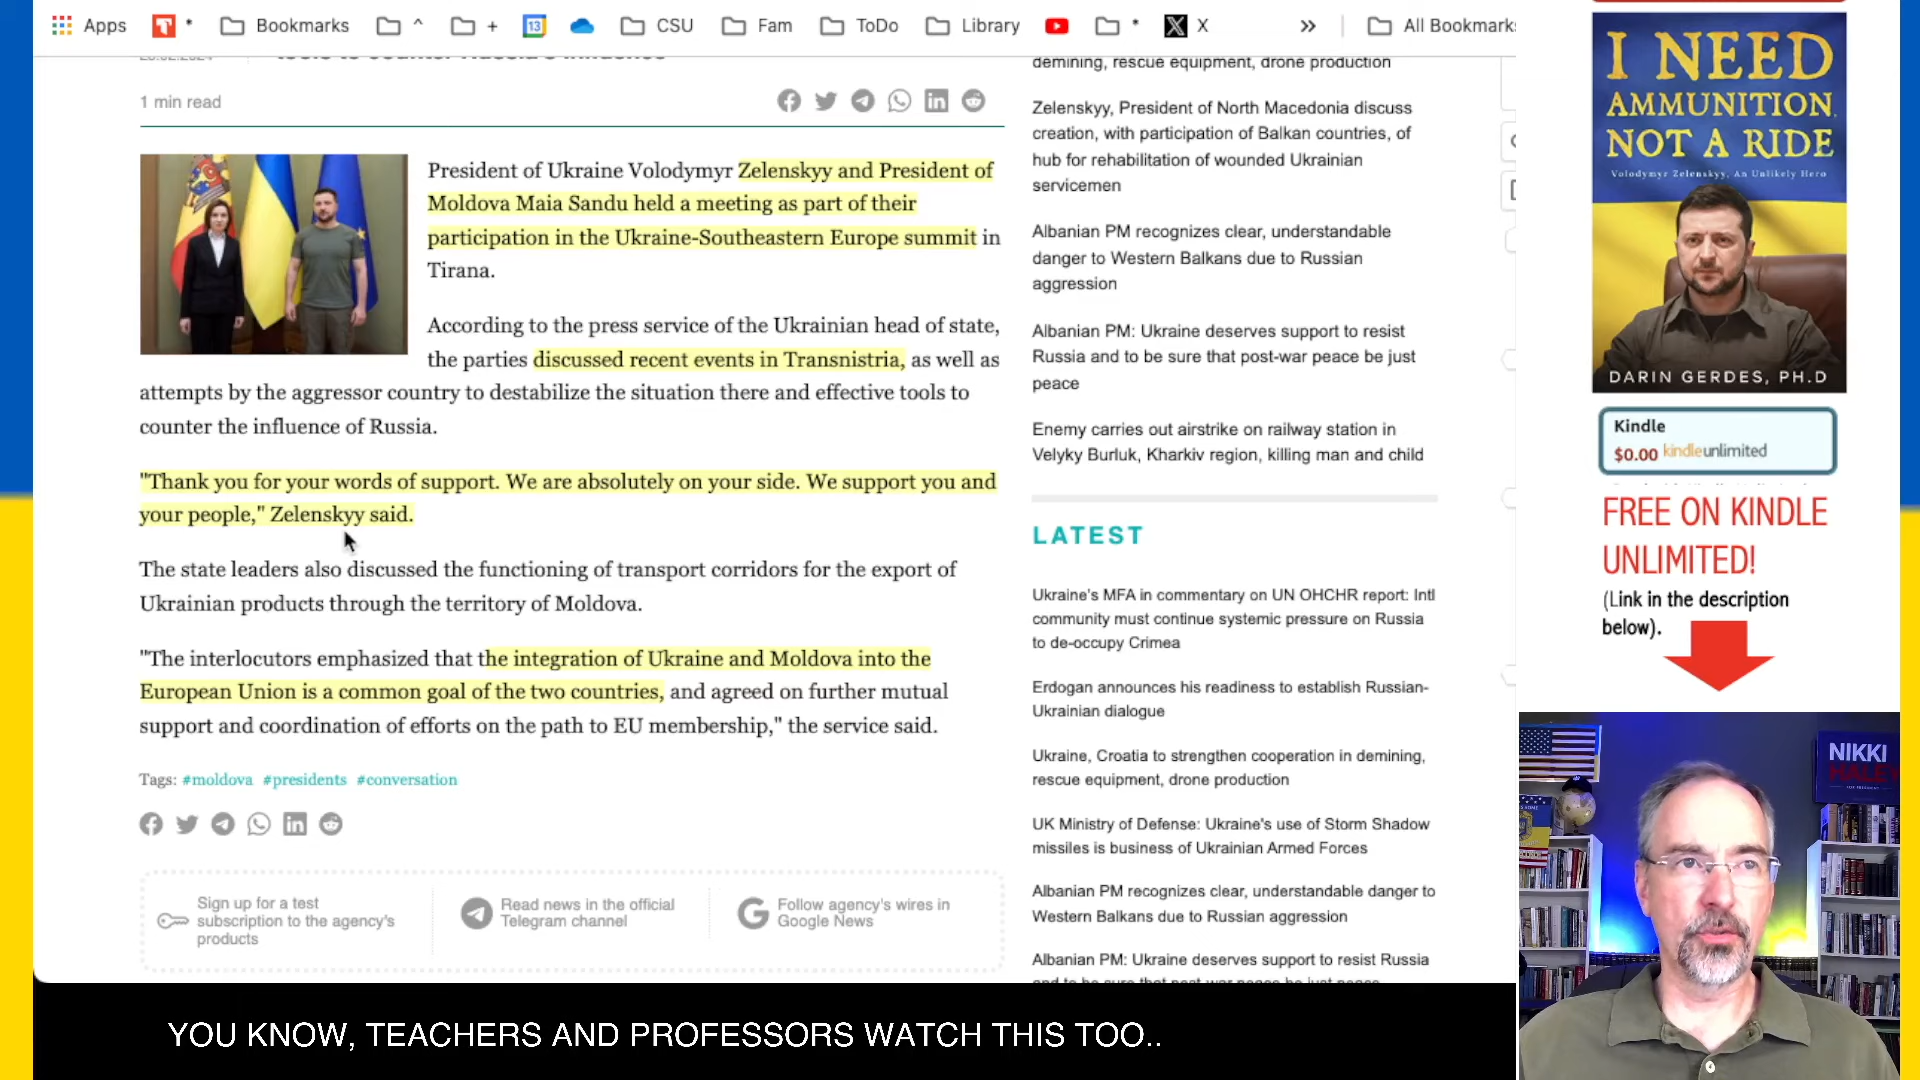 Apps
*
Bookmarks
^
+
13
CSU
Fam
ToDo
Library
*
X
»
All Bookmarks
1 min read
President of Ukraine Volodymyr Zelenskyy and President of
Moldova Maia Sandu held a meeting as part of their
participation in the Ukraine-Southeastern Europe summit in
Tirana.
According to the press service of the Ukrainian head of state,
the parties discussed recent events in Transnistria, as well as
attempts by the aggressor country to destabilize the situation there and effective tools to
counter the influence of Russia.
"Thank you for your words of support. We are absolutely on your side. We support you and
your people," Zelenskyy said.
The state leaders also discussed the functioning of transport corridors for the export of
Ukrainian products through the territory of Moldova.
"The interlocutors emphasized that the integration of Ukraine and Moldova into the
European Union is a common goal of the two countries, and agreed on further mutual
support and coordination of efforts on the path to EU membership," the service said.
Tags: #moldova #presidents #conversation
Sign up for a test
subscription to the agency's
products
Read news in the official
Telegram channel
Follow agency's wires in
Google News
demining, rescue equipment, drone production
Zelenskyy, President of North Macedonia discuss
creation, with participation of Balkan countries, of
hub for rehabilitation of wounded Ukrainian
servicemen
Albanian PM recognizes clear, understandable
danger to Western Balkans due to Russian
aggression
Albanian PM: Ukraine deserves support to resist
Russia and to be sure that post-war peace be just
peace
Enemy carries out airstrike on railway station in
Velyky Burluk, Kharkiv region, killing man and child
LATEST
Ukraine's MFA in commentary on UN OHCHR report: Intl
community must continue systemic pressure on Russia
to de-occupy Crimea
Erdogan announces his readiness to establish Russian-
Ukrainian dialogue
Ukraine, Croatia to strengthen cooperation in demining,
rescue equipment, drone production
UK Ministry of Defense: Ukraine's use of Storm Shadow
missiles is business of Ukrainian Armed Forces
Albanian PM recognizes clear, understandable danger to
Western Balkans due to Russian aggression
Albanian PM: Ukraine deserves support to resist Russia
I NEED
AMMUNITION,
NOT A RIDE
Volodymyr Zelenskyy, An Unlikely Hero
DARIN GERDES, PH.D
Kindle
$0.00 kindleunlimited
FREE ON KINDLE
UNLIMITED!
(Link in the description
below).
NIKKI
HALEY
YOU KNOW, TEACHERS AND PROFESSORS WATCH THIS TOO..